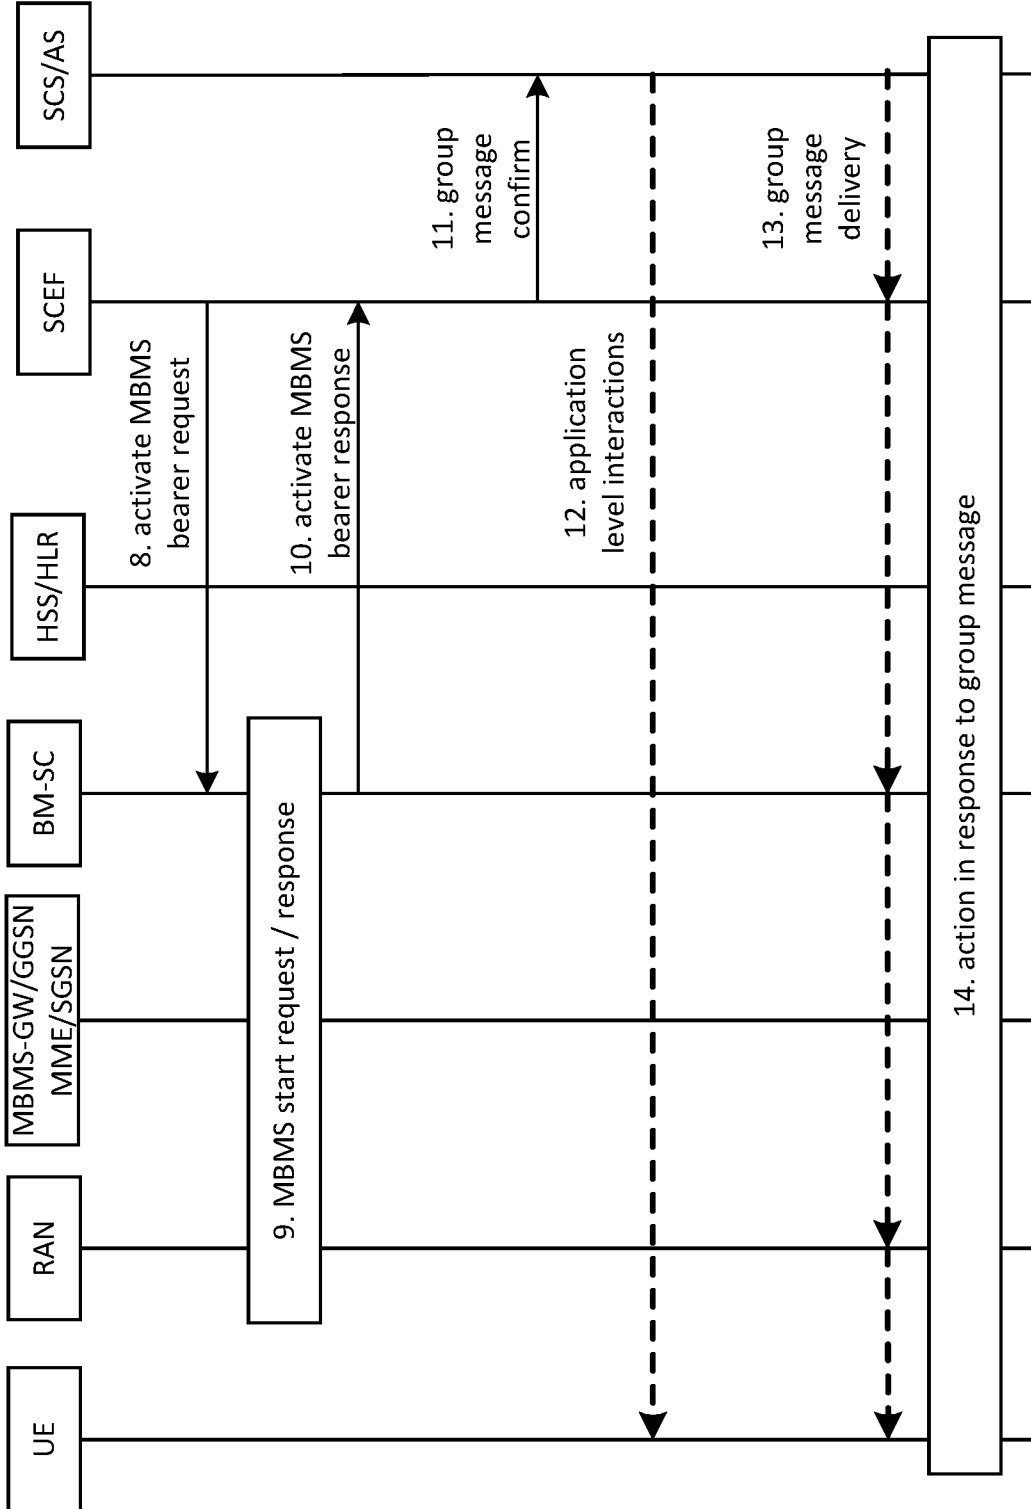 UE
RAN
MBMS-GW/GGSN
MME/SGSN
BM-SC
HSS/HLR
SCEF
SCS/AS
8. activate MBMS
bearer request
9. MBMS start request / response
10. activate MBMS
bearer response
11. group
message
confirm
12. application
level interactions
13. group
message
delivery
14. action in response to group message